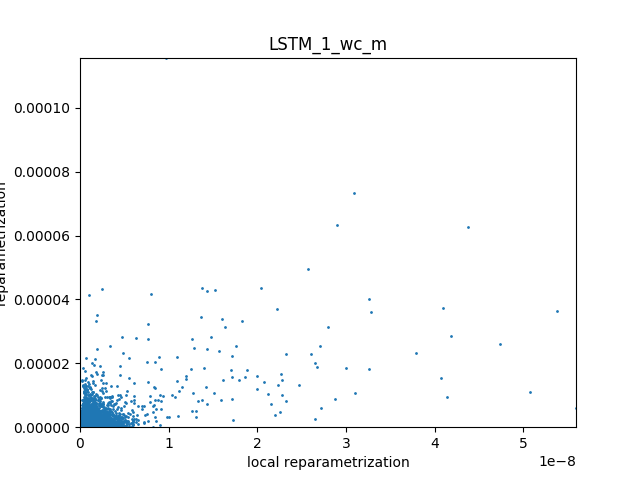 LSTM_1_wc_m
0.00010
0.00008
0.00006
0.00004
0.00002
0.00000
reparametrization
0 1 2 3 4 5
1e−8
local reparametrization